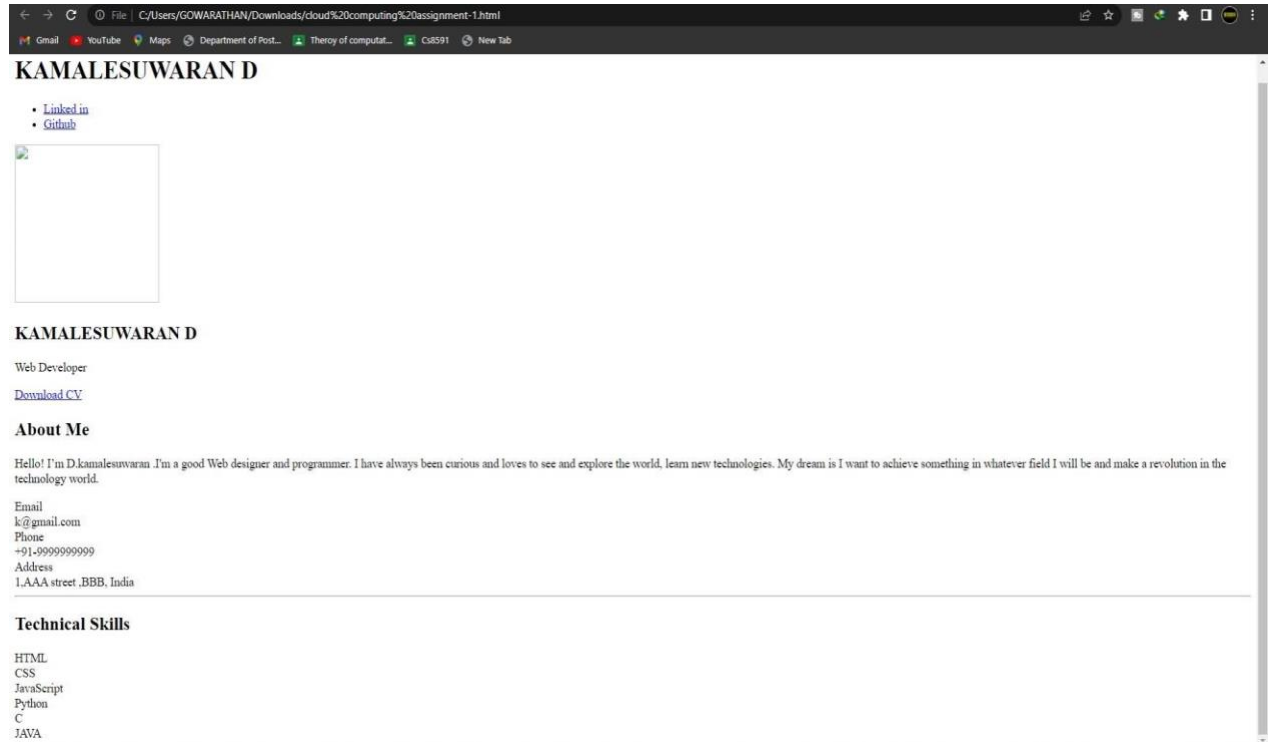 File | C:/Users/GOWARATHAN/Downloads/cloud%20computing%20assignment-1.html
Gmail YouTube Maps Department of Post... Theroy of computat... Cs8591 New Tab
KAMALESUWARAN D
• Linked in
• Github
KAMALESUWARAN D
Web Developer
Download CV
About Me
Hello! I'm D.kamalesuwaran .I'm a good Web designer and programmer. I have always been curious and loves to see and explore the world, learn new technologies. My dream is I want to achieve something in whatever field I will be and make a revolution in the
technology world.
Email
k@gmail.com
Phone
+91-9999999999
Address
1,AAA street ,BBB, India
Technical Skills
HTML
CSS
JavaScript
Python
C
JAVA